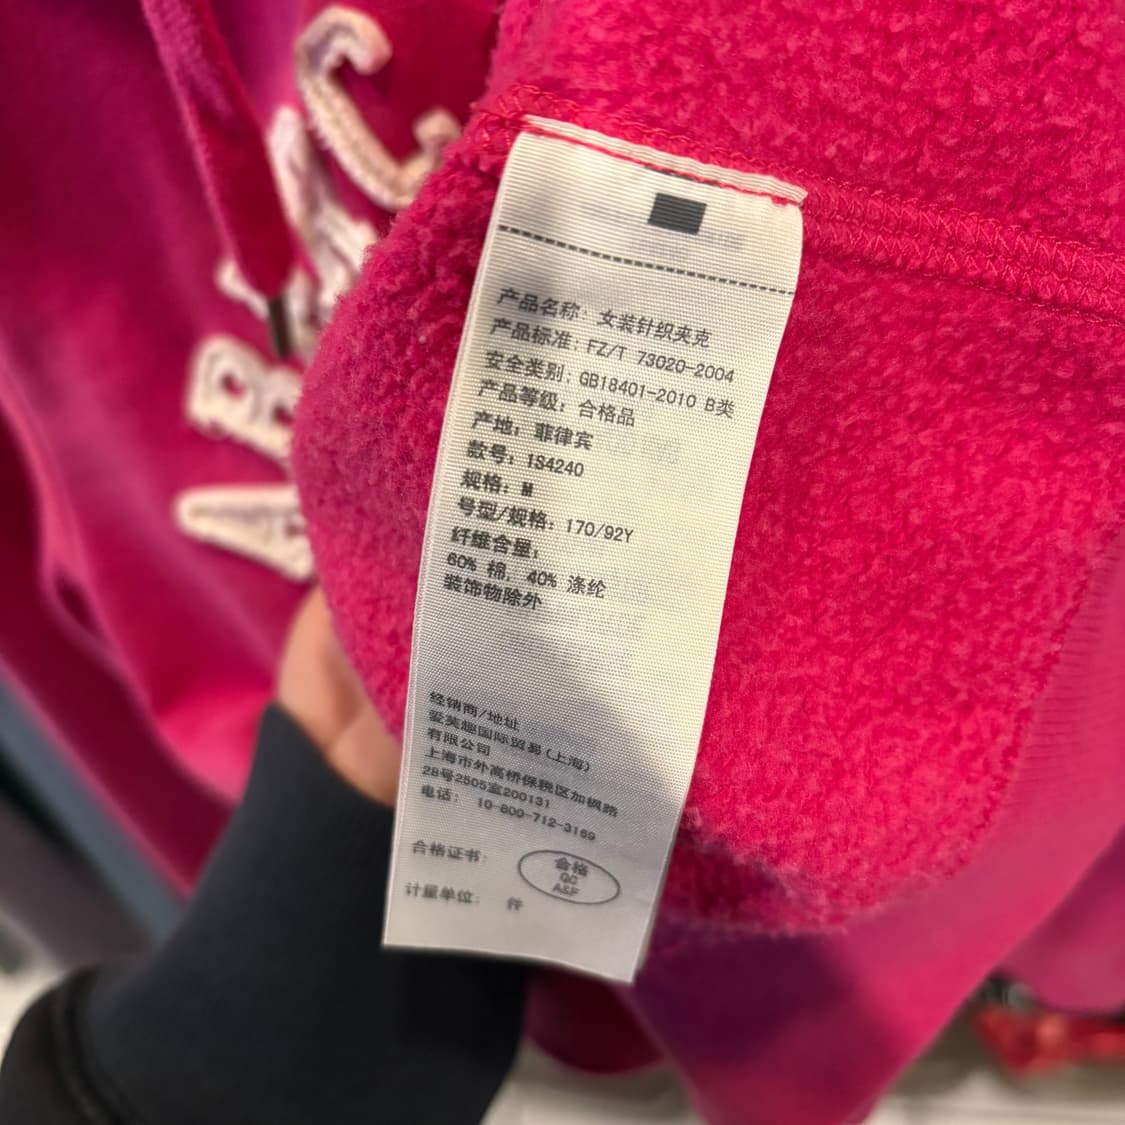 产品名称：女装针织夹克
产品标准：FZ/T 73020-2004
安全类别：GB18401-2010 B类
产品等级：合格品
产地：菲律宾
款号：1S4240
规格：M
号型/规格：170/92Y
纤维含量：
60% 棉，40% 涤纶
装饰物除外
经销商/地址
爱芙趣国际贸易(上海)
有限公司
上海市外高桥保税区加枫路
28号2505室200131
电话： 10-800-712-3169
合格证书：
合格
QC
A&F
计量单位： 件